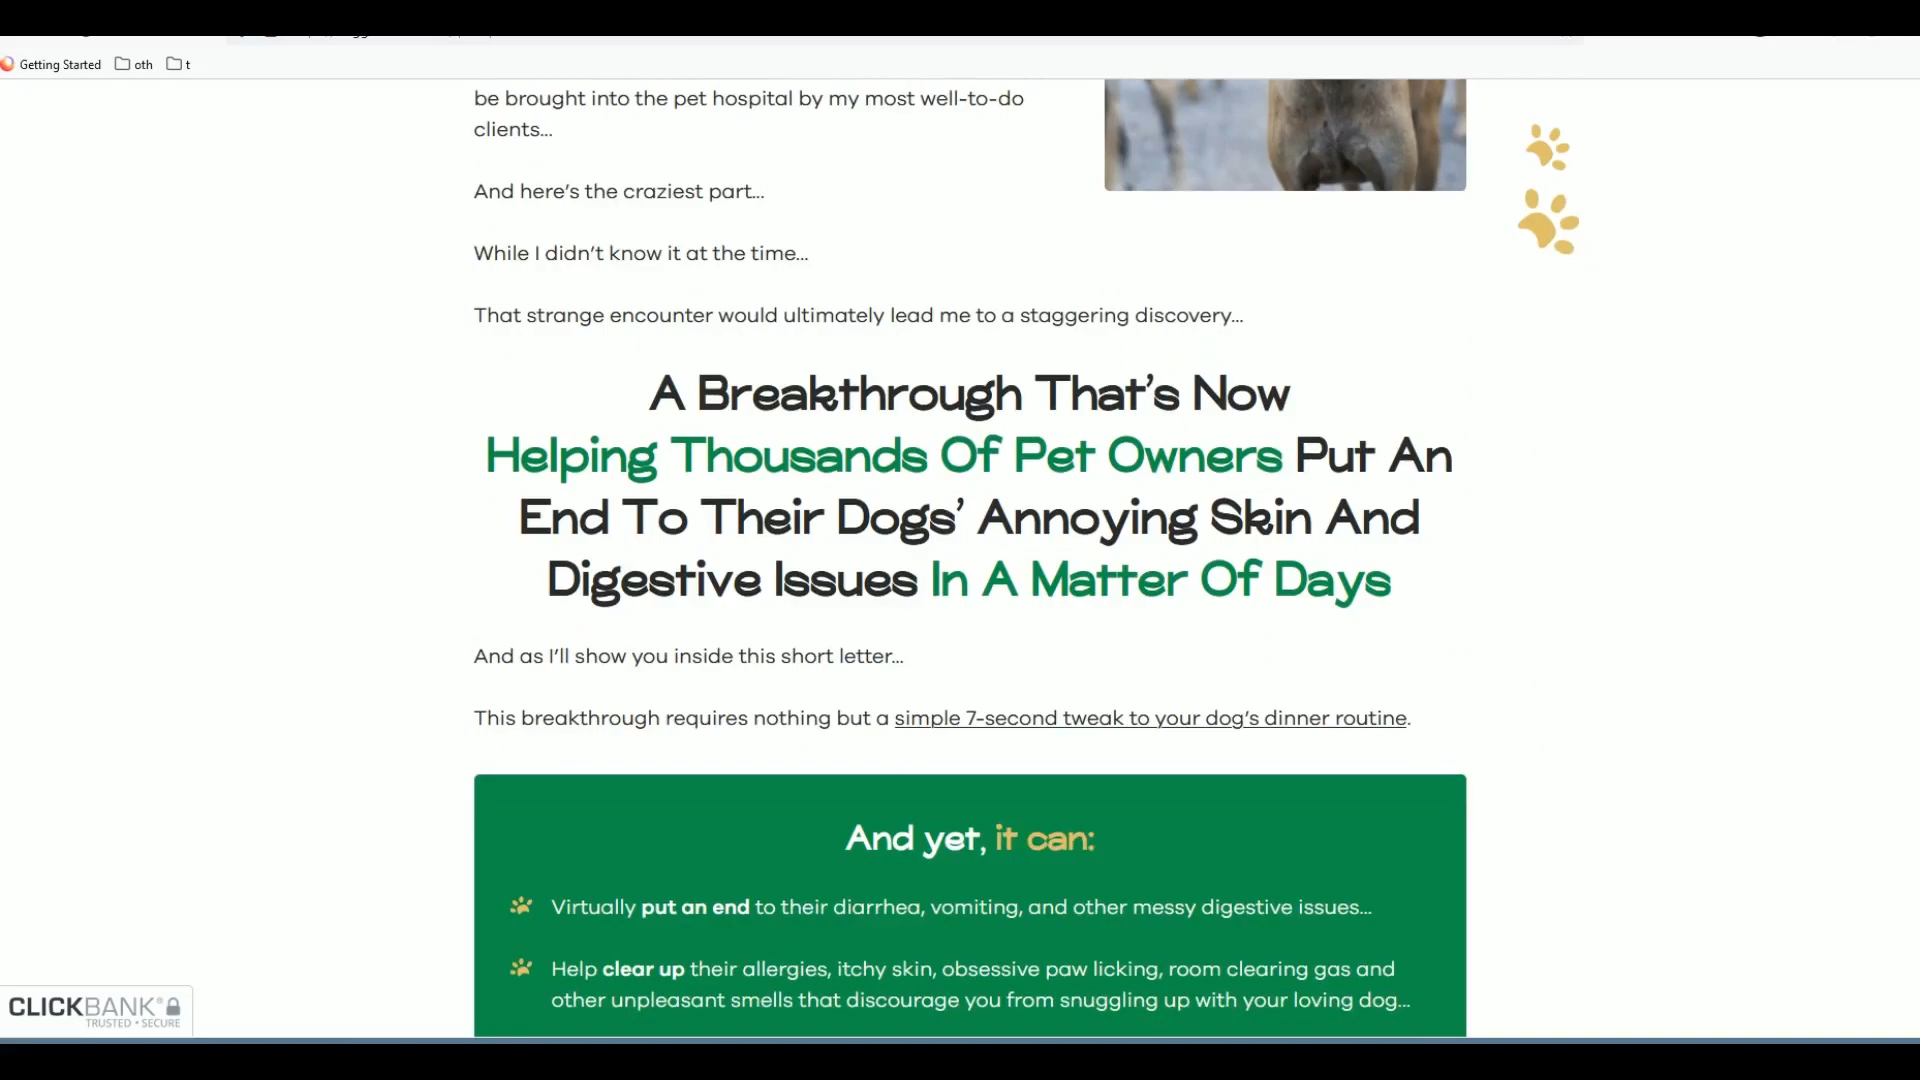 Getting Started
oth
t
be brought into the pet hospital by my most well-to-do
clients...
And here's the craziest part...
While I didn't know it at the time...
That strange encounter would ultimately lead me to a staggering discovery...
A Breakthrough That's Now
Helping Thousands Of Pet Owners Put An
End To Their Dogs' Annoying Skin And
Digestive Issues In A Matter Of Days
And as I'll show you inside this short letter...
This breakthrough requires nothing but a simple 7-second tweak to your dog's dinner routine.
And yet, it can:
Virtually put an end to their diarrhea, vomiting, and other messy digestive issues...
Help clear up their allergies, itchy skin, obsessive paw licking, room clearing gas and
other unpleasant smells that discourage you from snuggling up with your loving dog...
CLICKBANK®
TRUSTED • SECURE